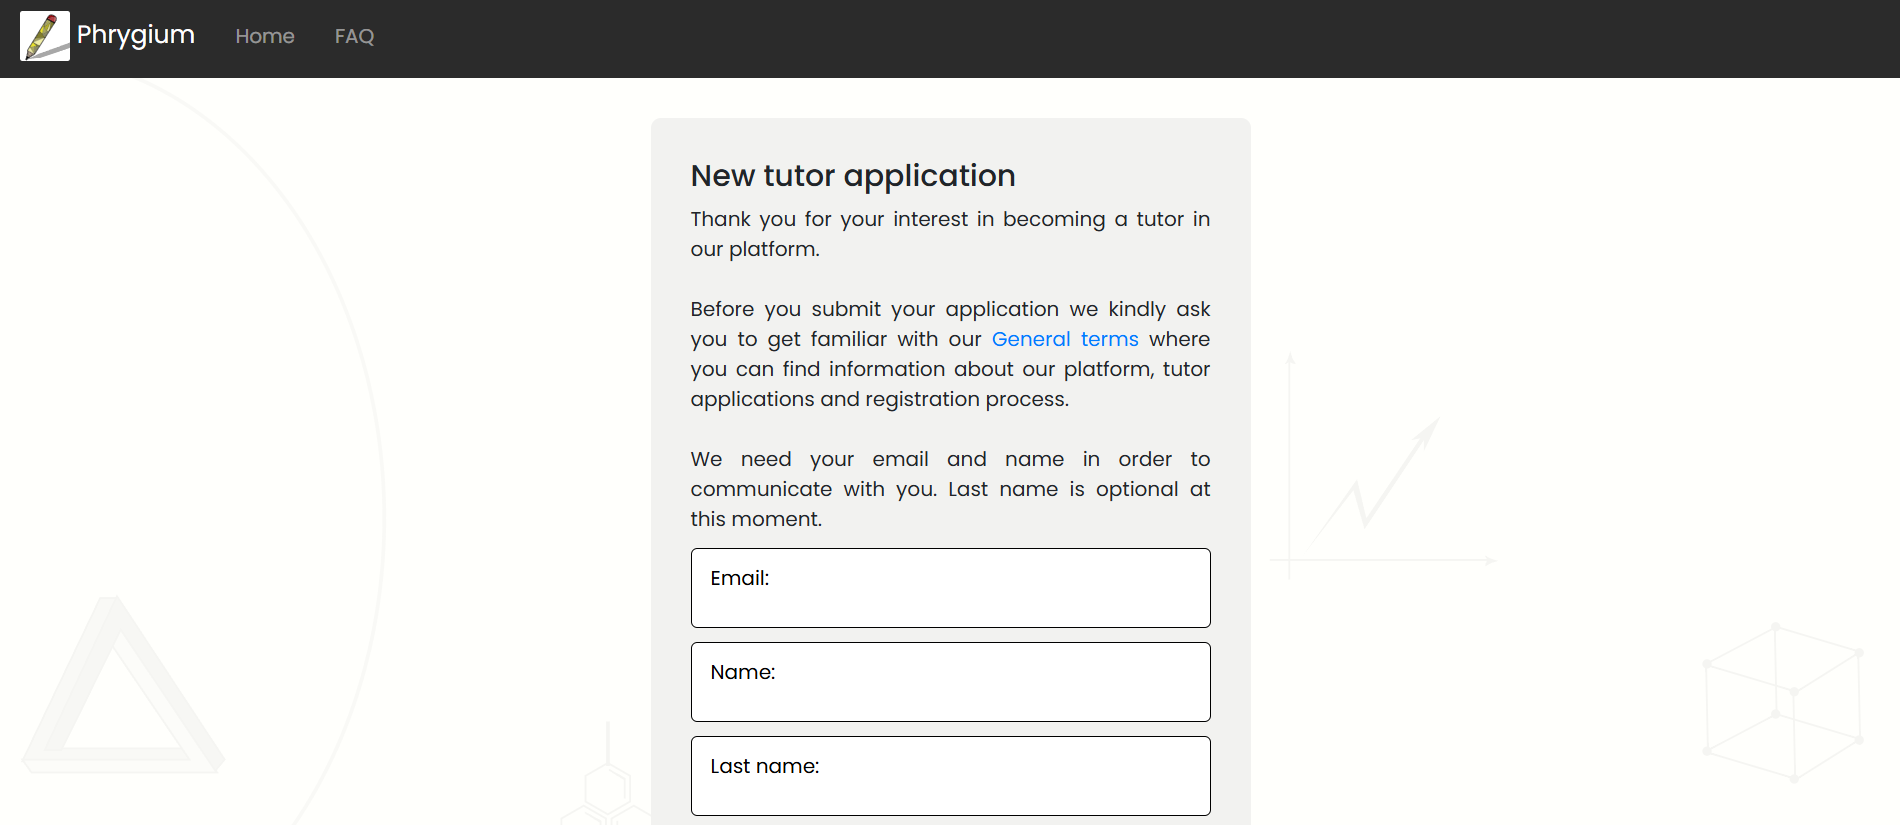 Phrygium Home FAQ
New tutor application
Thank you for your interest in becoming a tutor in
our platform.
Before you submit your application we kindly ask
you to get familiar with our General terms where
you can find information about our platform, tutor
applications and registration process.
We need your email and name in order to
communicate with you. Last name is optional at
this moment.
Email:
Name:
Last name: